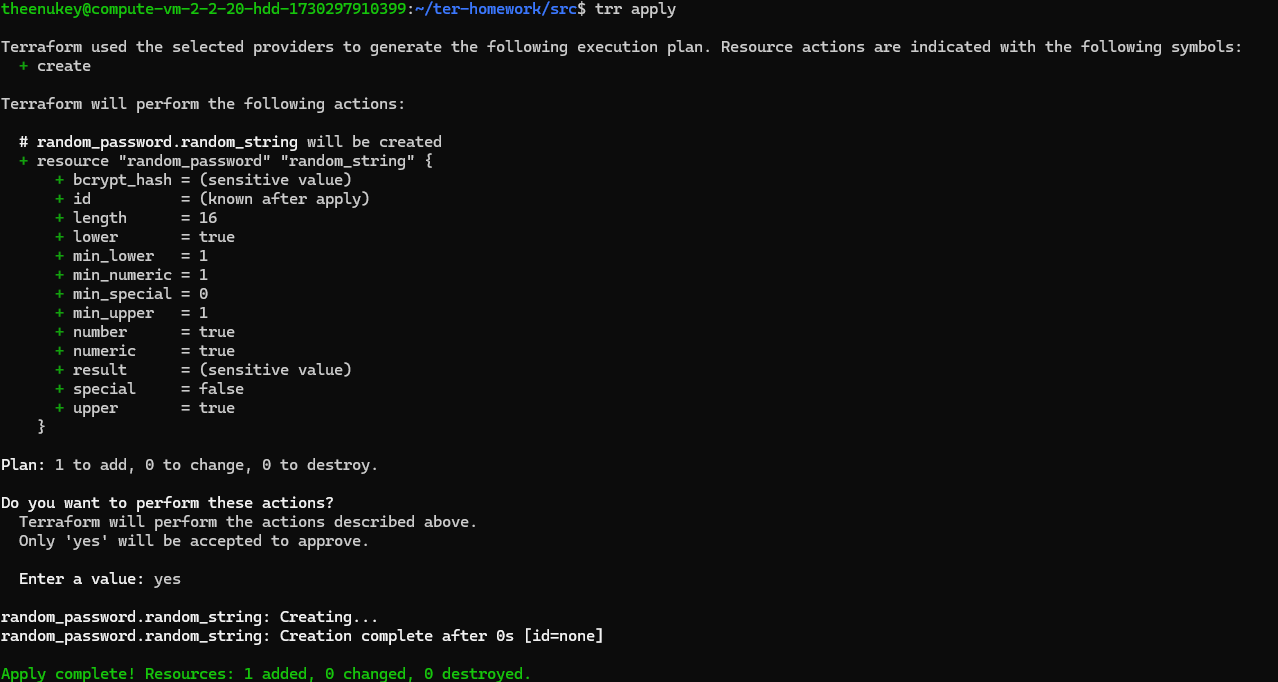 theenukey@compute-vm-2-2-20-hdd-1730297910399:~/ter-homework/src$ trr apply
Terraform used the selected providers to generate the following execution plan. Resource actions are indicated with the following symbols:
  + create
Terraform will perform the following actions:
  # random_password.random_string will be created
  + resource "random_password" "random_string" {
      + bcrypt_hash = (sensitive value)
      + id          = (known after apply)
      + length      = 16
      + lower       = true
      + min_lower   = 1
      + min_numeric = 1
      + min_special = 0
      + min_upper   = 1
      + number      = true
      + numeric     = true
      + result      = (sensitive value)
      + special     = false
      + upper       = true
    }
Plan: 1 to add, 0 to change, 0 to destroy.
Do you want to perform these actions?
  Terraform will perform the actions described above.
  Only 'yes' will be accepted to approve.
  Enter a value: yes
random_password.random_string: Creating...
random_password.random_string: Creation complete after 0s [id=none]
Apply complete! Resources: 1 added, 0 changed, 0 destroyed.